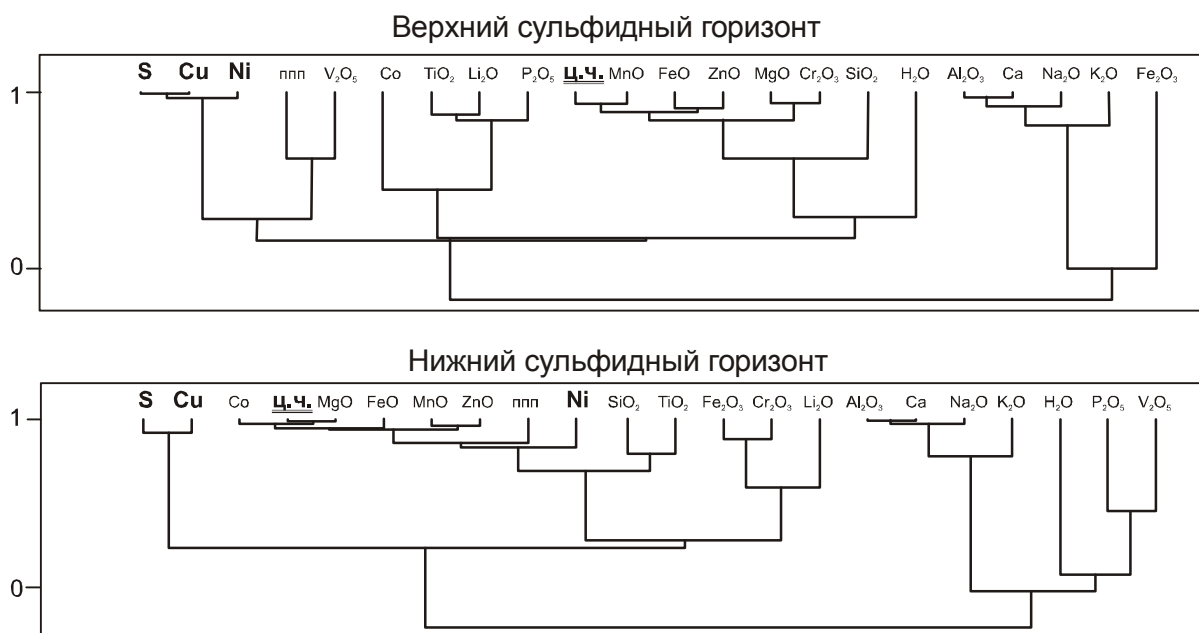 Верхний сульфидный горизонт
S Cu Ni ппп V₂O₅ Co TiO₂ Li₂O P₂O₅ Ц.Ч. MnO FeO ZnO MgO Cr₂O₃ SiO₂ H₂O Al₂O₃ Ca Na₂O K₂O Fe₂O₃
1
0
Нижний сульфидный горизонт
S Cu Co Ц.Ч. MgO FeO MnO ZnO ппп Ni SiO₂ TiO₂ Fe₂O₃ Cr₂O₃ Li₂O Al₂O₃ Ca Na₂O K₂O H₂O P₂O₅ V₂O₅
1
0